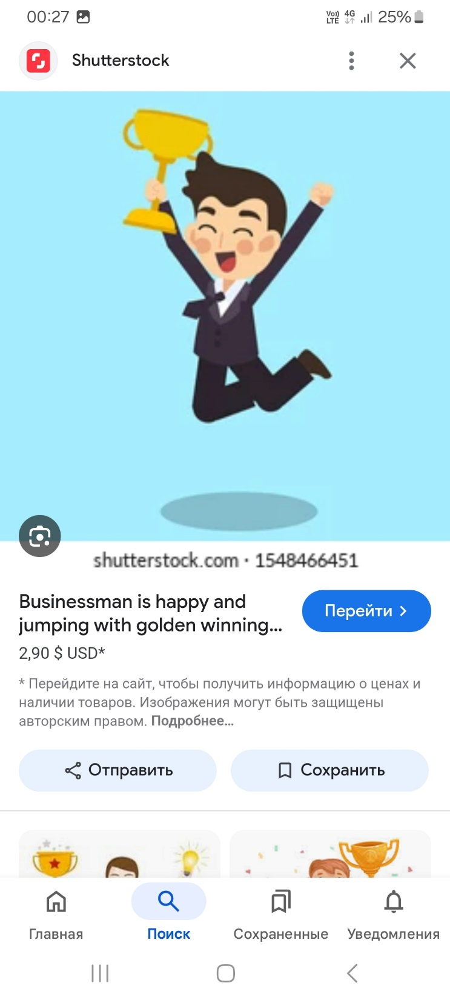 00:27
Vo)) LTE 4G 25%
Shutterstock
shutterstock.com · 1548466451
Businessman is happy and
jumping with golden winning...
Перейти
2,90 $ USD*
* Перейдите на сайт, чтобы получить информацию о ценах и
наличии товаров. Изображения могут быть защищены
авторским правом. Подробнее...
Отправить
Сохранить
Главная
Поиск
Сохраненные
Уведомления